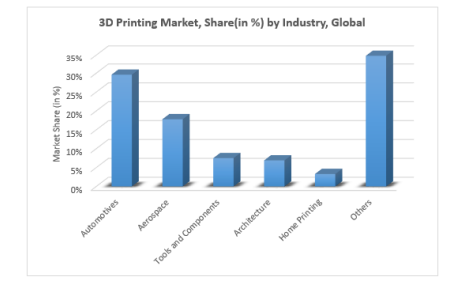 3D Printing Market, Share(in %) by Industry, Global
Market Share (in %)
35%
30%
25%
20%
15%
10%
5%
0%
Automotives
Aerospace
Tools and Components
Architecture
Home Printing
Others